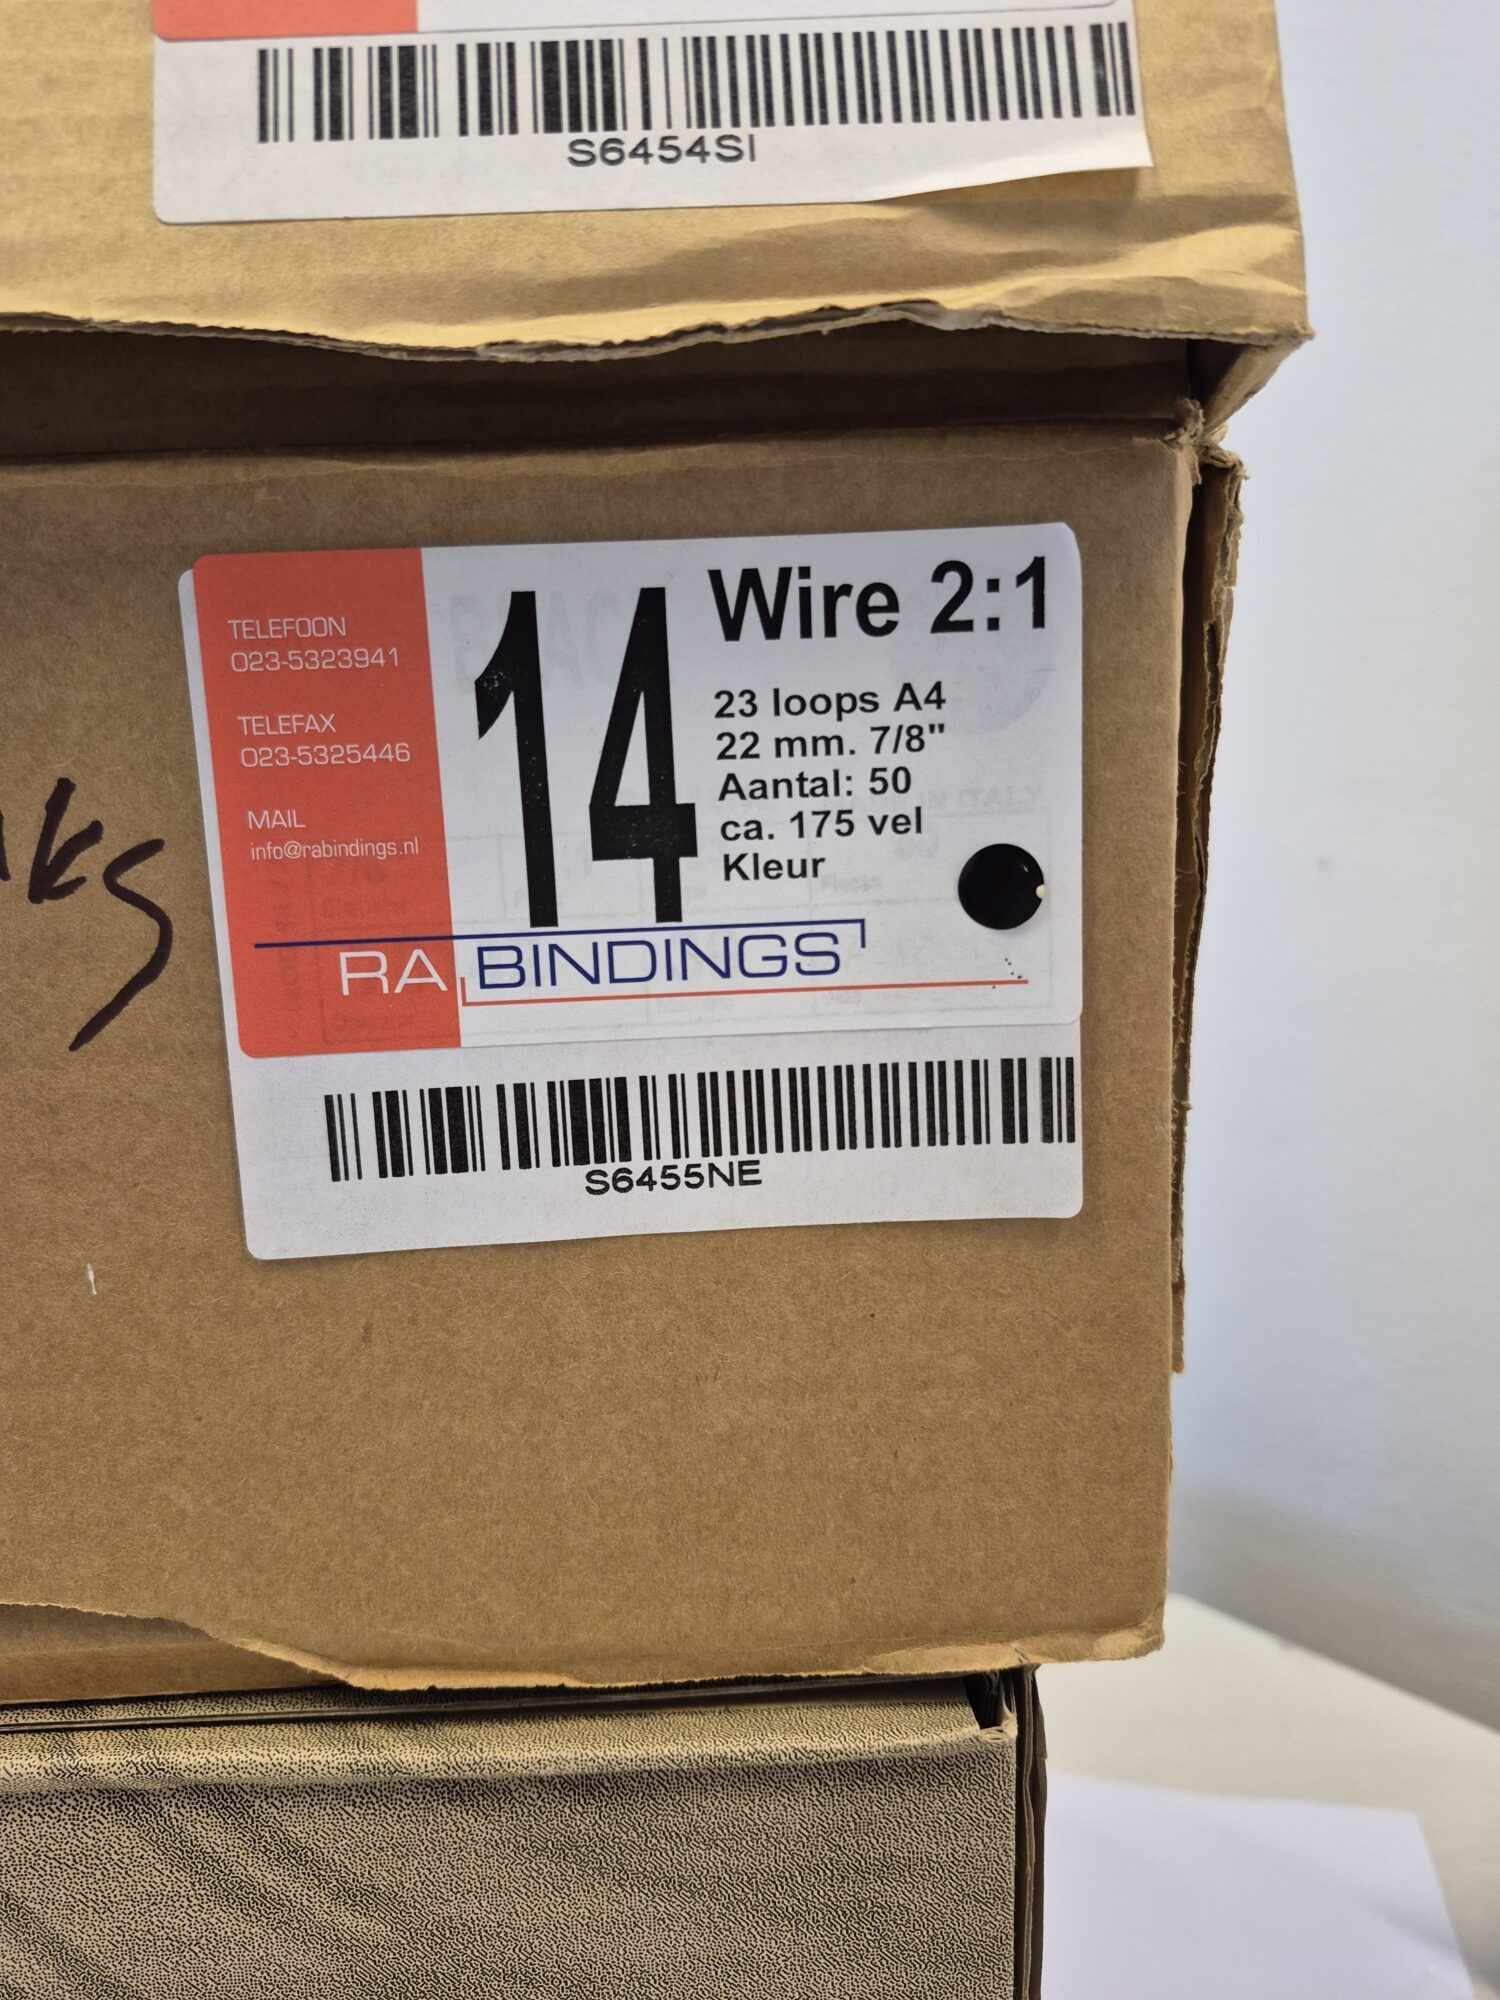 S6454SI
TELEFOON
023-5323941
TELEFAX
023-5325446
MAIL
info@rabindings.nl
14
Wire 2:1
23 loops A4
22 mm. 7/8"
Aantal: 50
ca. 175 vel
Kleur
RA BINDINGS
S6455NE